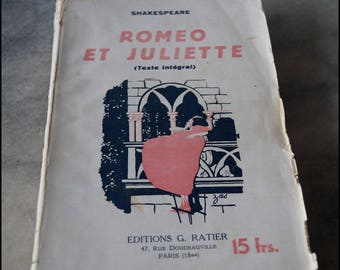 SHAKESPEARE
ROMEO
ET JULIETTE
(Texte intégral)
EDITIONS G. RATIER
47, RUE DOUDEAUVILLE
PARIS (18me)
15 frs.